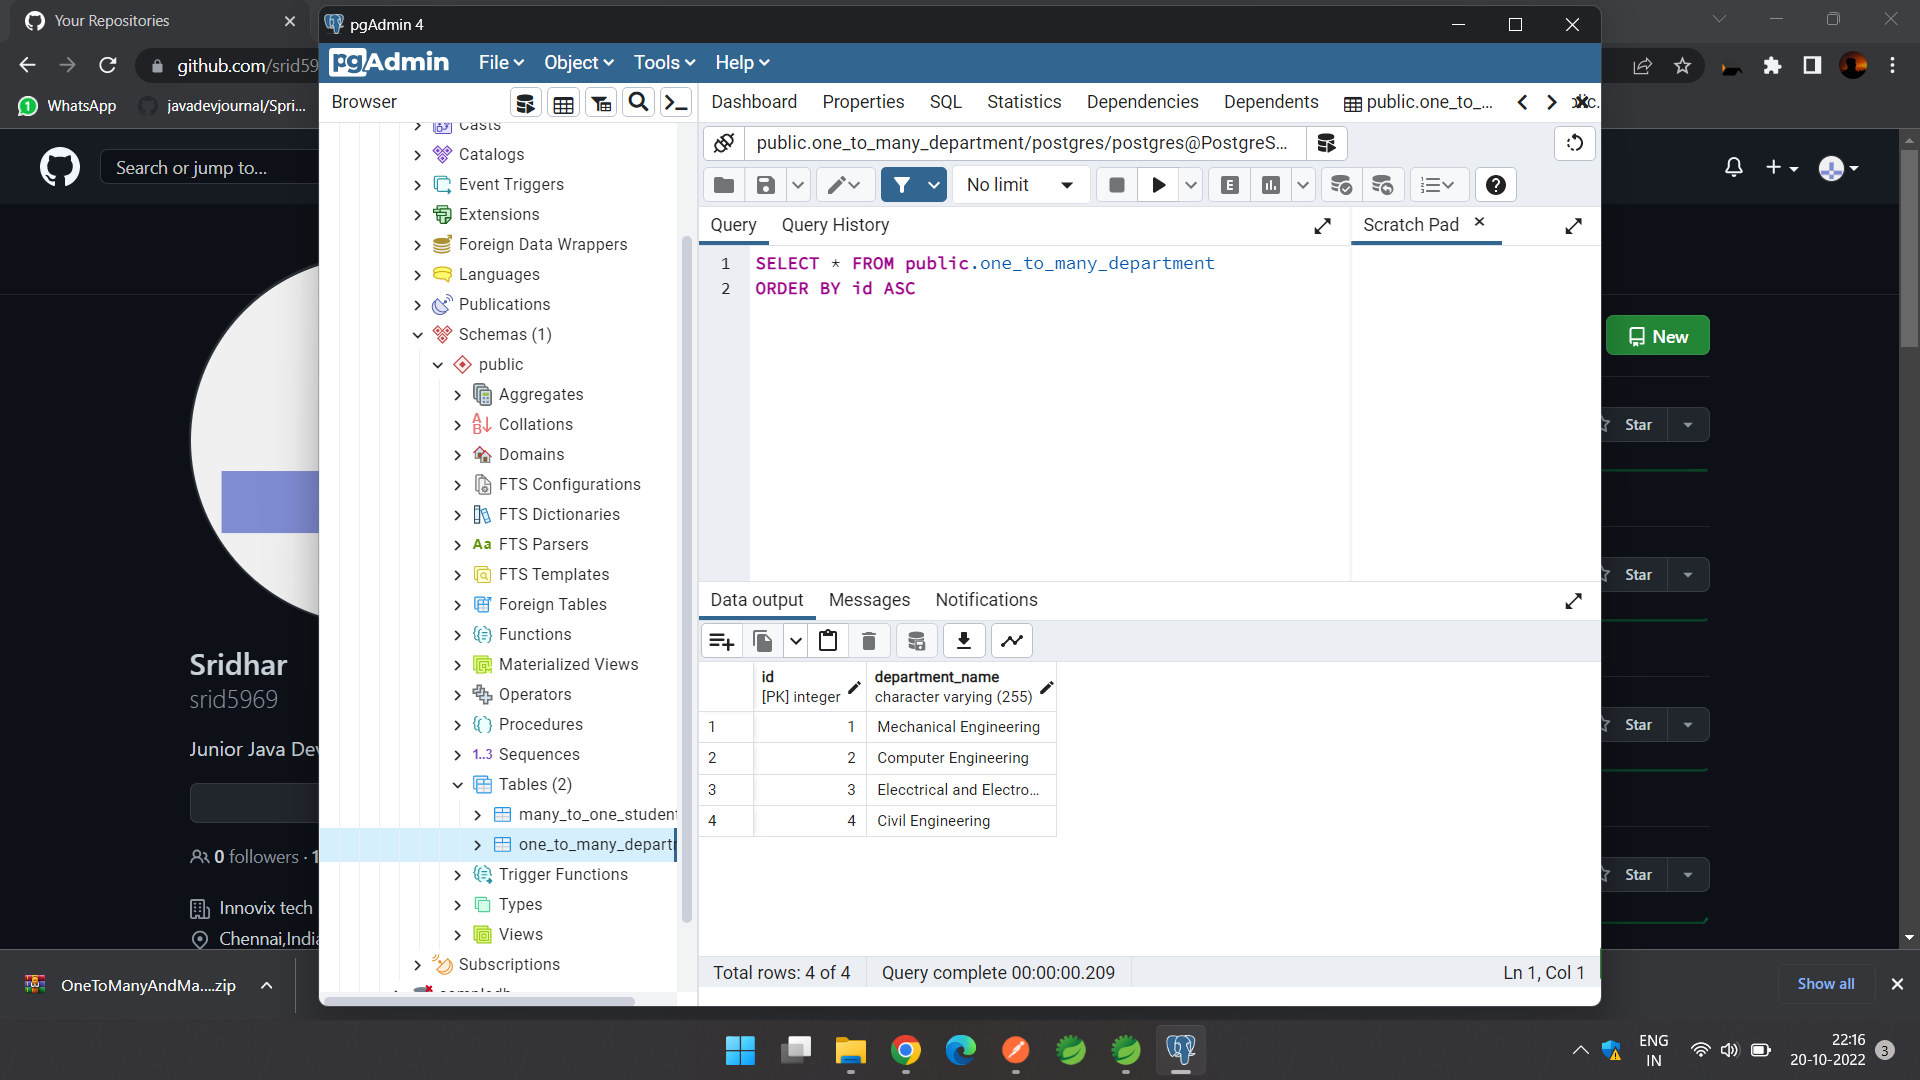 Your Repositories
pgAdmin 4
github.com/srid59
pgAdmin
File
Object
Tools
Help
WhatsApp
javadevjournal/Spri...
Browser
Dashboard
Properties
SQL
Statistics
Dependencies
Dependents
public.one_to_...
public.one_to_many_department/postgres/postgres@PostgreS...
Search or jump to...
No limit
E
Query
Query History
Scratch Pad
1 SELECT * FROM public.one_to_many_department
2 ORDER BY id ASC
Casts
Catalogs
Event Triggers
Extensions
Foreign Data Wrappers
Languages
Publications
Schemas (1)
public
Aggregates
Collations
Domains
FTS Configurations
FTS Dictionaries
Aa FTS Parsers
FTS Templates
Foreign Tables
Functions
Materialized Views
Operators
Procedures
1..3 Sequences
Tables (2)
many_to_one_studen
one_to_many_depart
Trigger Functions
Types
Views
Subscriptions
New
Star
Star
Star
Star
Data output
Messages
Notifications
id
[PK] integer
department_name
character varying (255)
1 1 Mechanical Engineering
2 2 Computer Engineering
3 3 Elecctrical and Electro...
4 4 Civil Engineering
Sridhar
srid5969
Junior Java De
0 followers · 1
Innovix tech
Chennai,India
Total rows: 4 of 4
Query complete 00:00:00.209
Ln 1, Col 1
OneToManyAndMa....zip
Show all
ENG
IN
22:16
20-10-2022
3